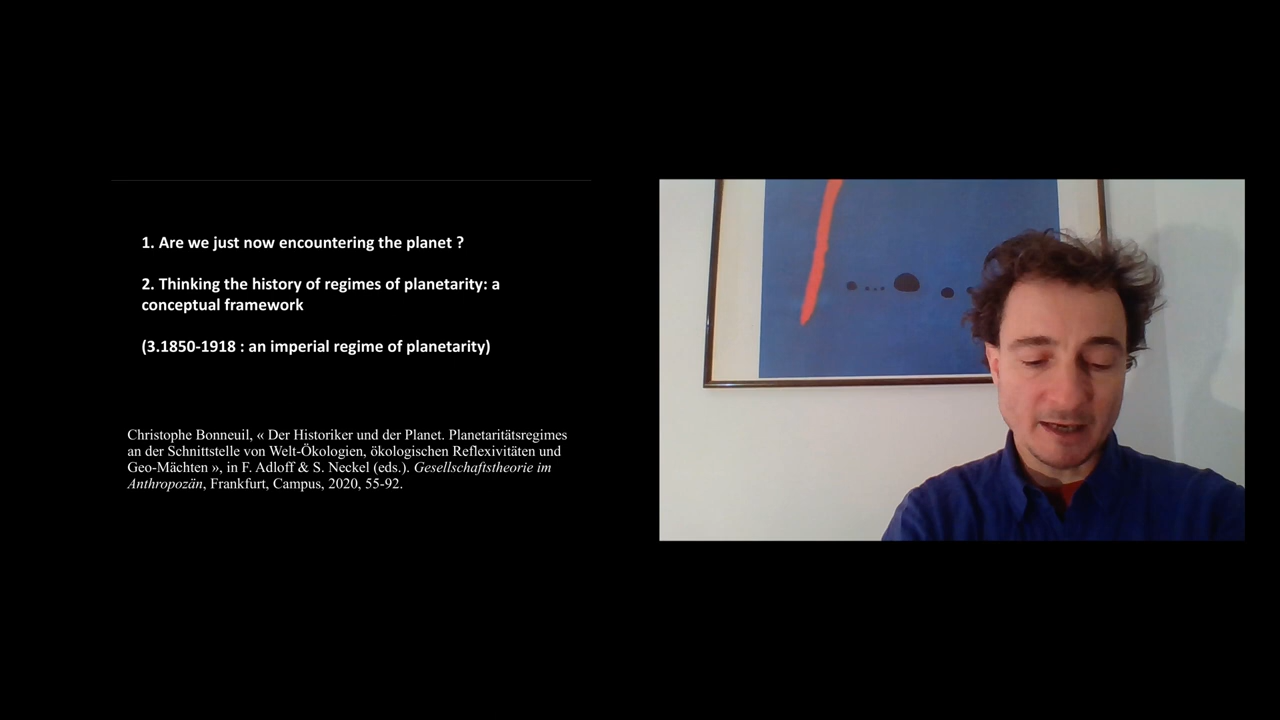 1. Are we just now encountering the planet ?
2. Thinking the history of regimes of planetarity: a
conceptual framework
(3.1850-1918 : an imperial regime of planetarity)
Christophe Bonneuil, « Der Historiker und der Planet. Planetaritätsregimes
an der Schnittstelle von Welt-Ökologien, ökologischen Reflexivitäten und
Geo-Mächten », in F. Adloff & S. Neckel (eds.). Gesellschaftstheorie im
Anthropozän, Frankfurt, Campus, 2020, 55-92.